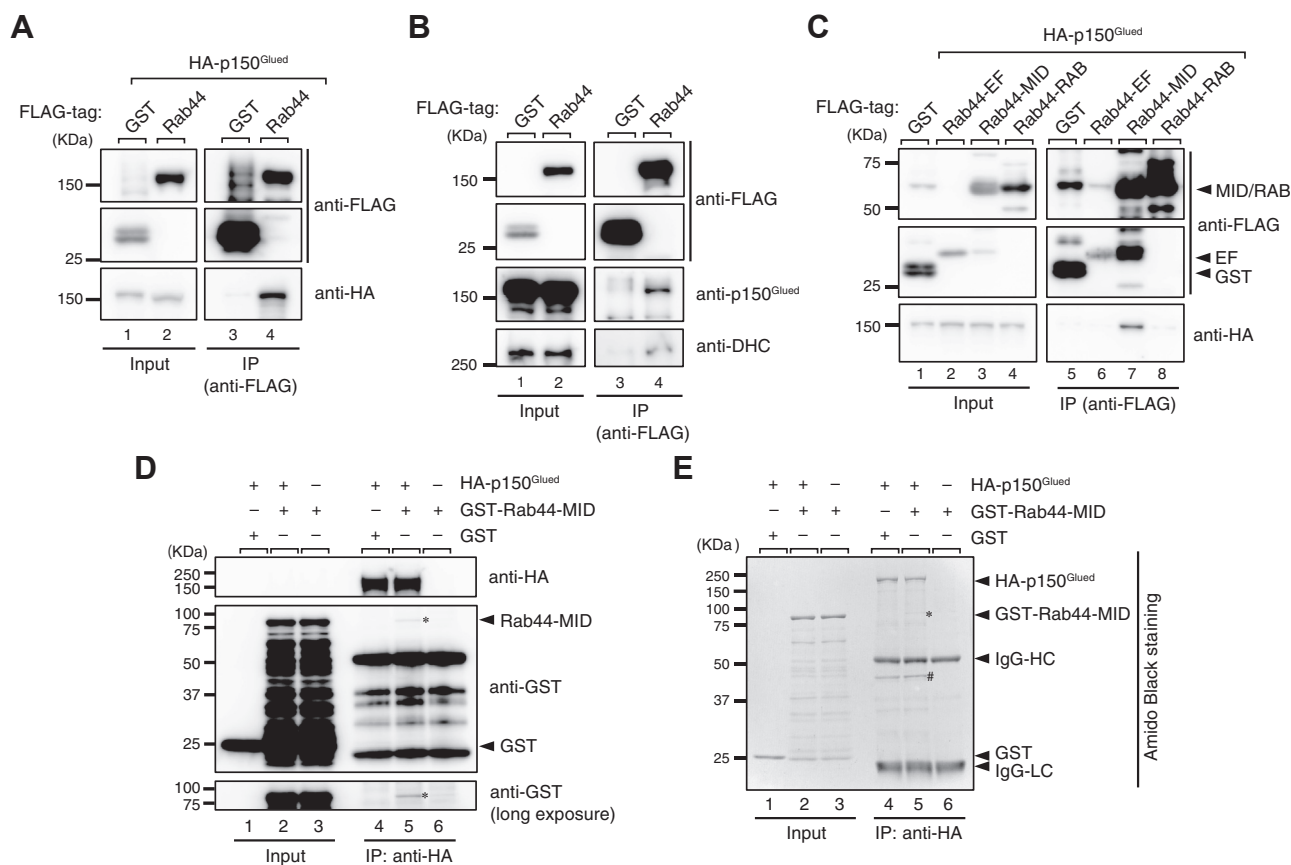 A
HA-p150Glued
FLAG-tag: GST Rab44 GST Rab44
(KDa)
150
anti-FLAG
25
150 anti-HA
1 2 3 4
Input IP
(anti-FLAG)
B
FLAG-tag: GST Rab44 GST Rab44
(KDa)
150
anti-FLAG
25
150 anti-p150Glued
anti-DHC
250
1 2 3 4
Input IP
(anti-FLAG)
C
HA-p150Glued
FLAG-tag: GST Rab44-EF Rab44-MID Rab44-RAB GST Rab44-EF Rab44-MID Rab44-RAB
(KDa)
75
MID/RAB
50
anti-FLAG
EF
GST
25
150
anti-HA
1 2 3 4 5 6 7 8
Input IP (anti-FLAG)
D
+ + − + + − HA-p150Glued
− + + − + + GST-Rab44-MID
+ − − + − − GST
(KDa)
250 anti-HA
150
100 Rab44-MID
75 *
50
anti-GST
37
25 GST
100 anti-GST
75 * (long exposure)
1 2 3 4 5 6
Input IP: anti-HA
E
+ + − + + − HA-p150Glued
− + + − + + GST-Rab44-MID
+ − − + − − GST
(KDa)
250 HA-p150Glued
150
100 * GST-Rab44-MID
75
50 IgG-HC
#
37
25 GST
IgG-LC
1 2 3 4 5 6
Input IP: anti-HA
Amido Black staining